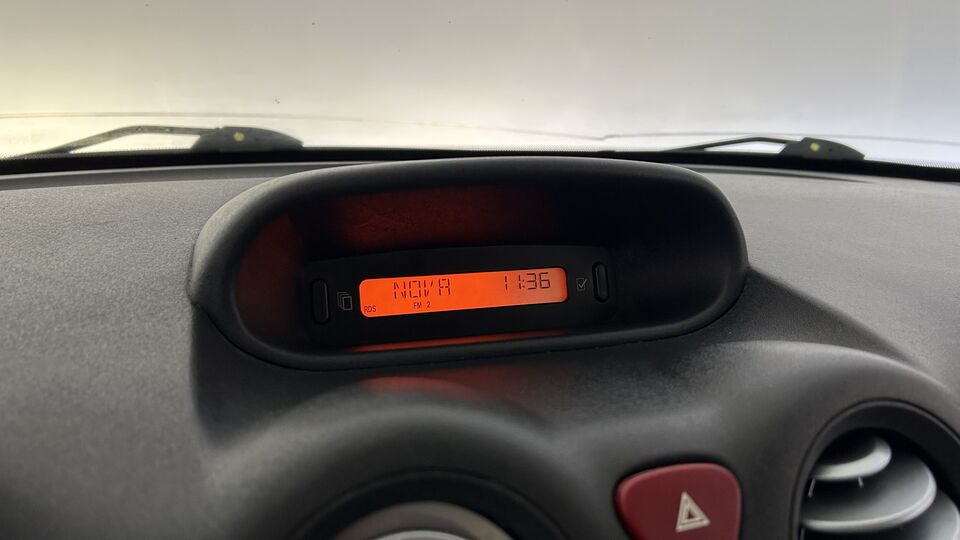 NOVA 11:36
RDS FM 2